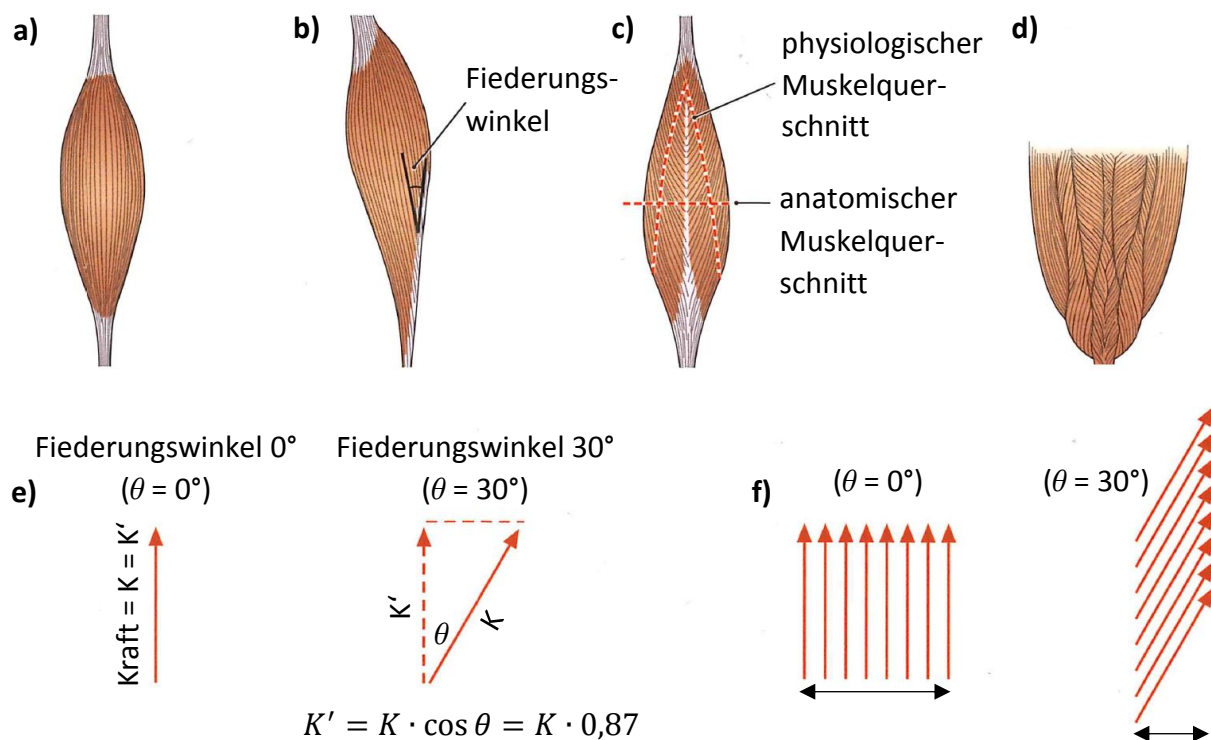 a)
b)
Fiederungs-
winkel
c)
physiologischer
Muskelquer-
schnitt
anatomischer
Muskelquer-
schnitt
d)
Fiederungswinkel 0°
(θ = 0°)
e)
Kraft = K = K‘
Fiederungswinkel 30°
(θ = 30°)
K‘
θ
K
K′ = K · cos θ = K · 0,87
f)
(θ = 0°)
(θ = 30°)